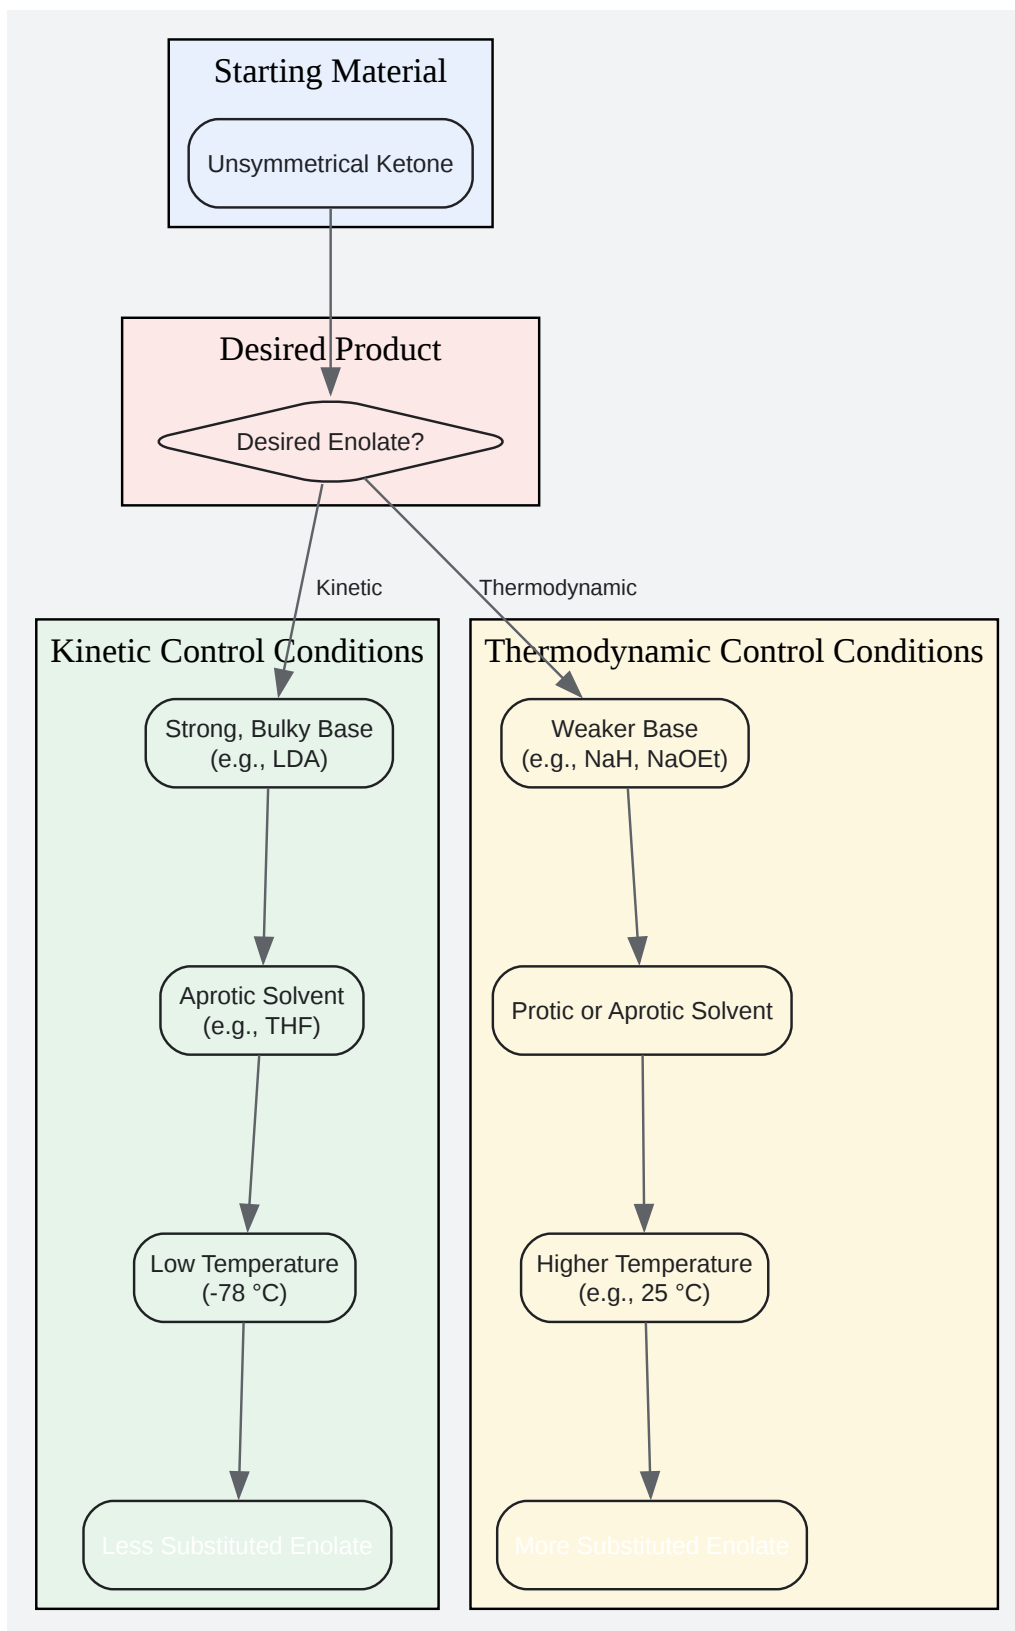 Starting Material
Unsymmetrical Ketone
Desired Product
Desired Enolate?
Kinetic
Thermodynamic
Kinetic Control Conditions
Strong, Bulky Base
(e.g., LDA)
Aprotic Solvent
(e.g., THF)
Low Temperature
(-78 °C)
Less Substituted Enolate
Thermodynamic Control Conditions
Weaker Base
(e.g., NaH, NaOEt)
Protic or Aprotic Solvent
Higher Temperature
(e.g., 25 °C)
More Substituted Enolate